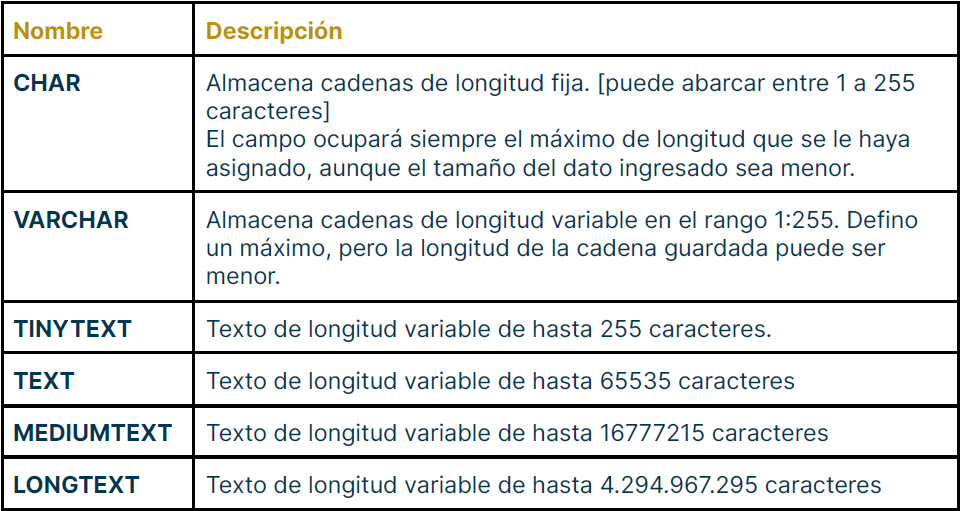 Nombre
Descripción
CHAR
Almacena cadenas de longitud fija. [puede abarcar entre 1 a 255
caracteres]
El campo ocupará siempre el máximo de longitud que se le haya
asignado, aunque el tamaño del dato ingresado sea menor.
VARCHAR
Almacena cadenas de longitud variable en el rango 1:255. Defino
un máximo, pero la longitud de la cadena guardada puede ser
menor.
TINYTEXT
Texto de longitud variable de hasta 255 caracteres.
TEXT
Texto de longitud variable de hasta 65535 caracteres
MEDIUMTEXT
Texto de longitud variable de hasta 16777215 caracteres
LONGTEXT
Texto de longitud variable de hasta 4.294.967.295 caracteres